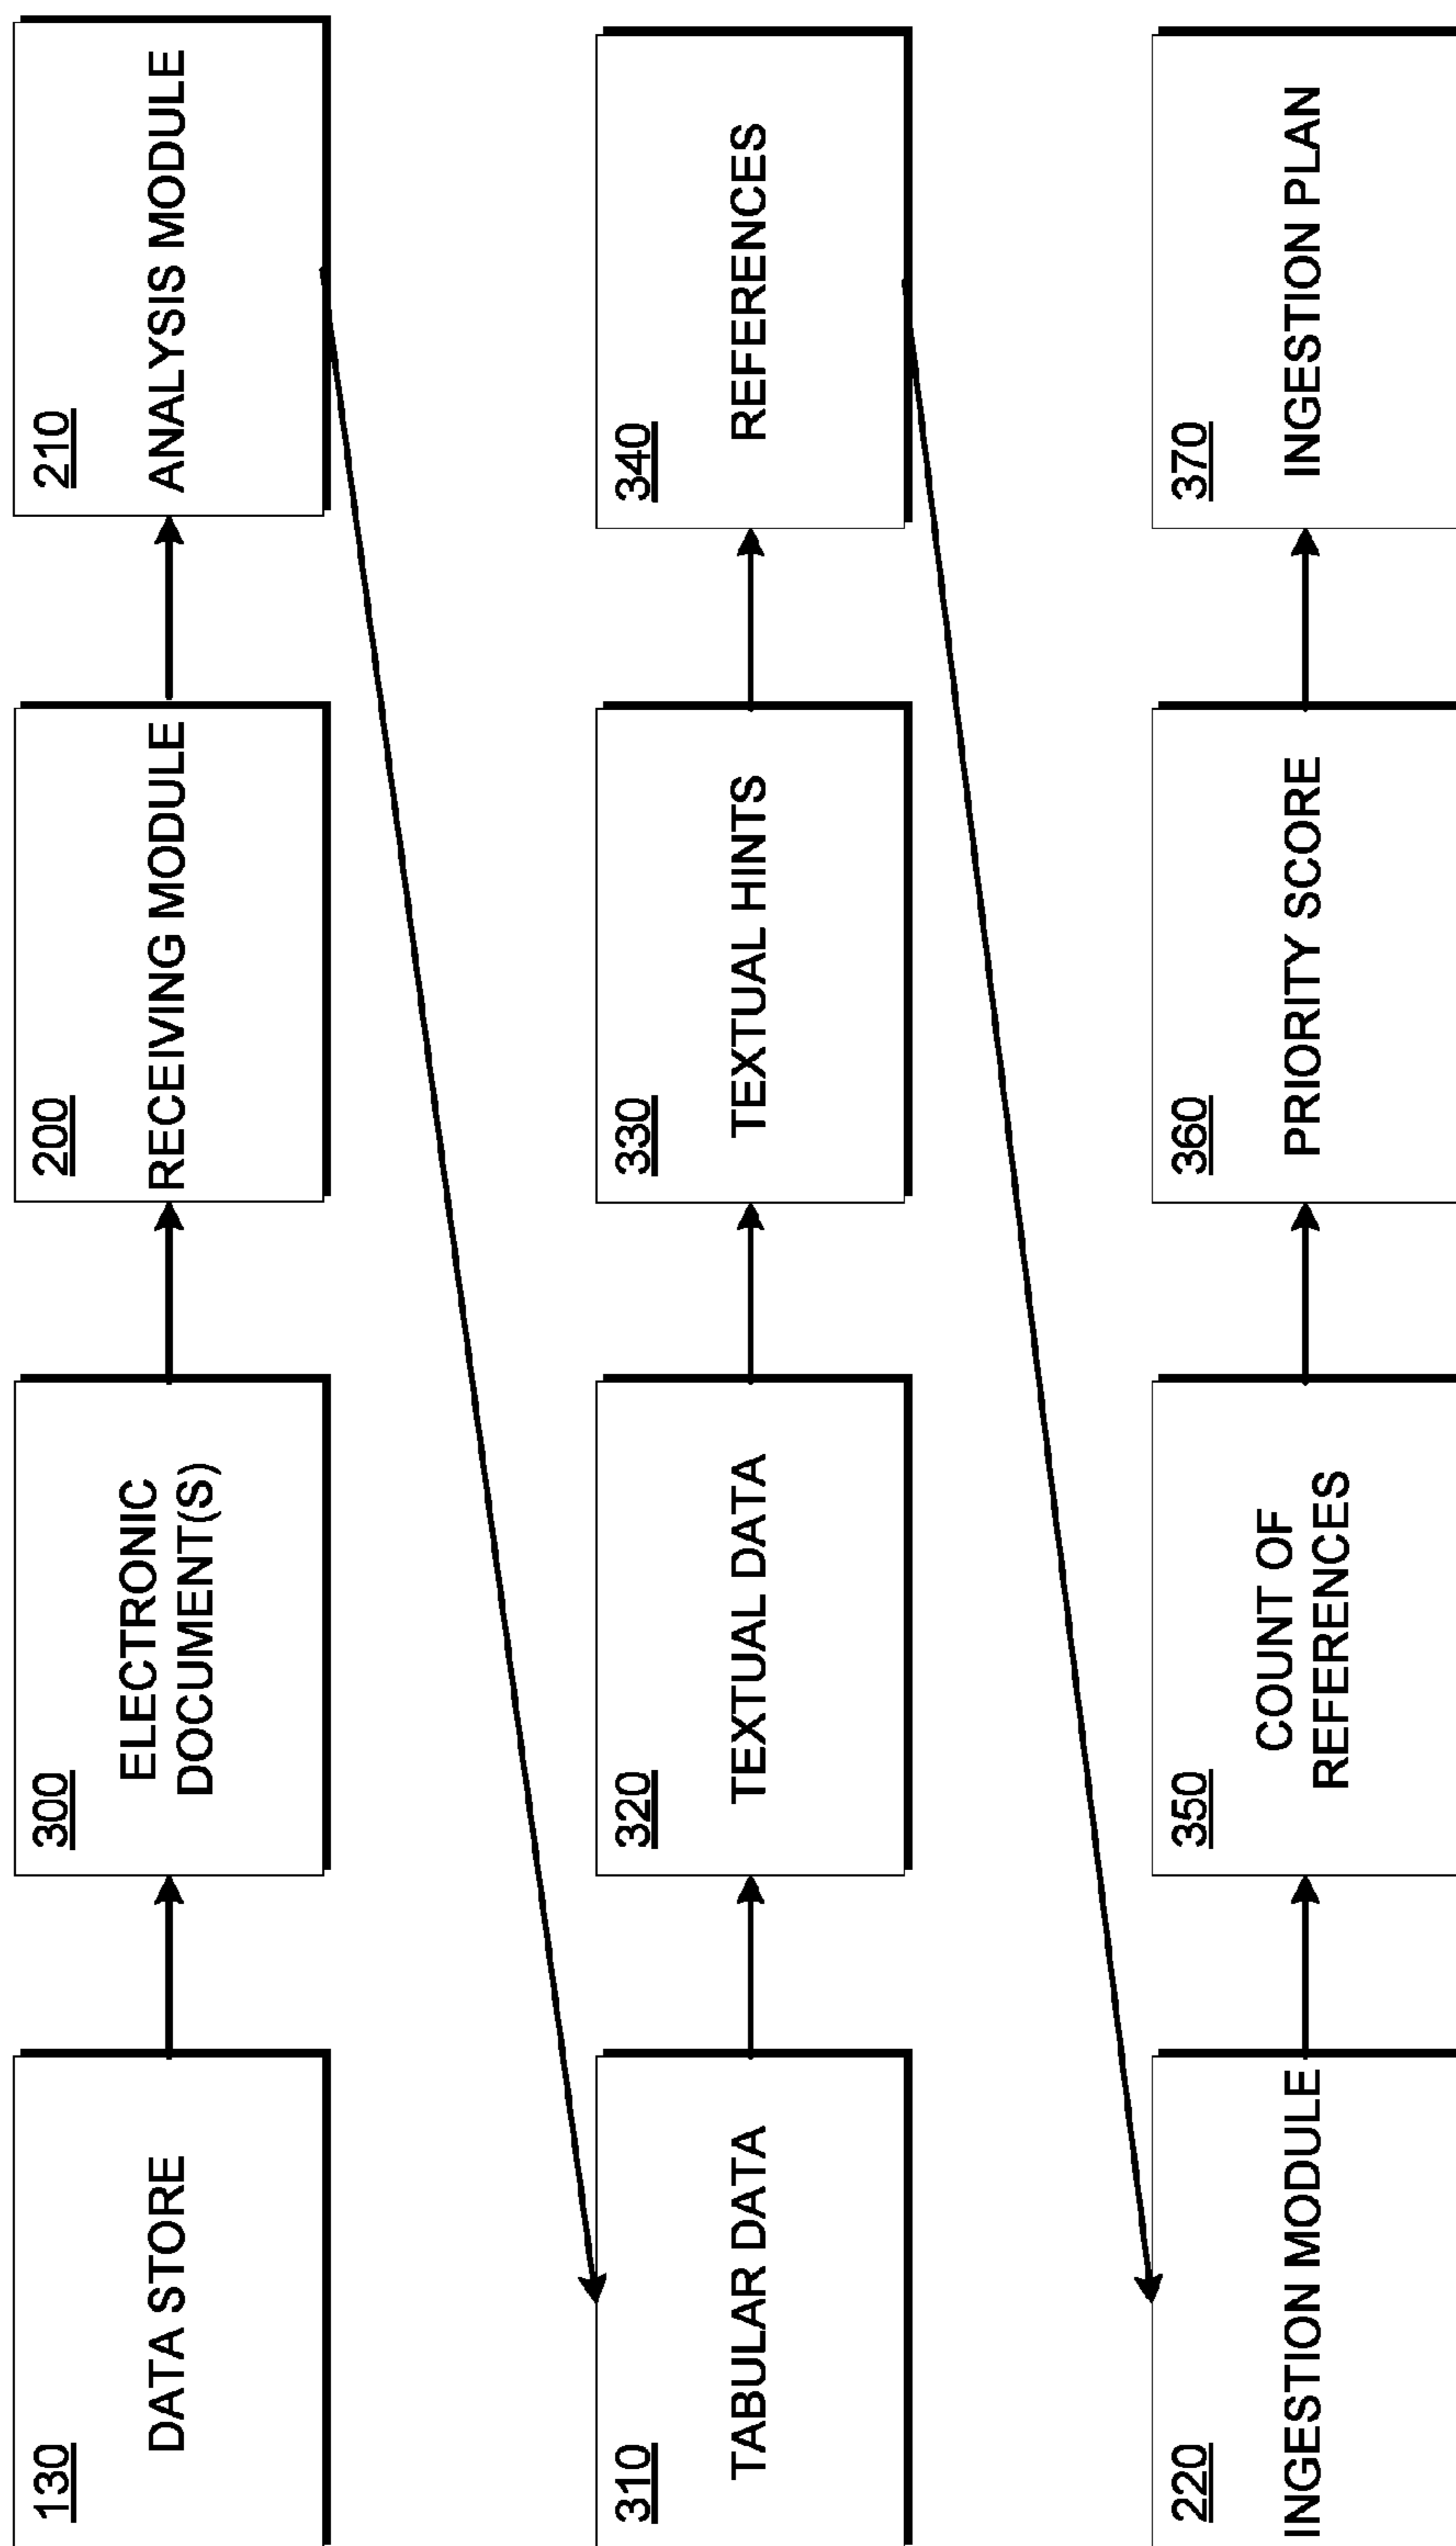 130
DATA STORE
300
ELECTRONIC
DOCUMENT(S)
200
RECEIVING MODULE
210
ANALYSIS MODULE
310
TABULAR DATA
320
TEXTUAL DATA
330
TEXTUAL HINTS
340
REFERENCES
220
INGESTION MODULE
350
COUNT OF
REFERENCES
360
PRIORITY SCORE
370
INGESTION PLAN